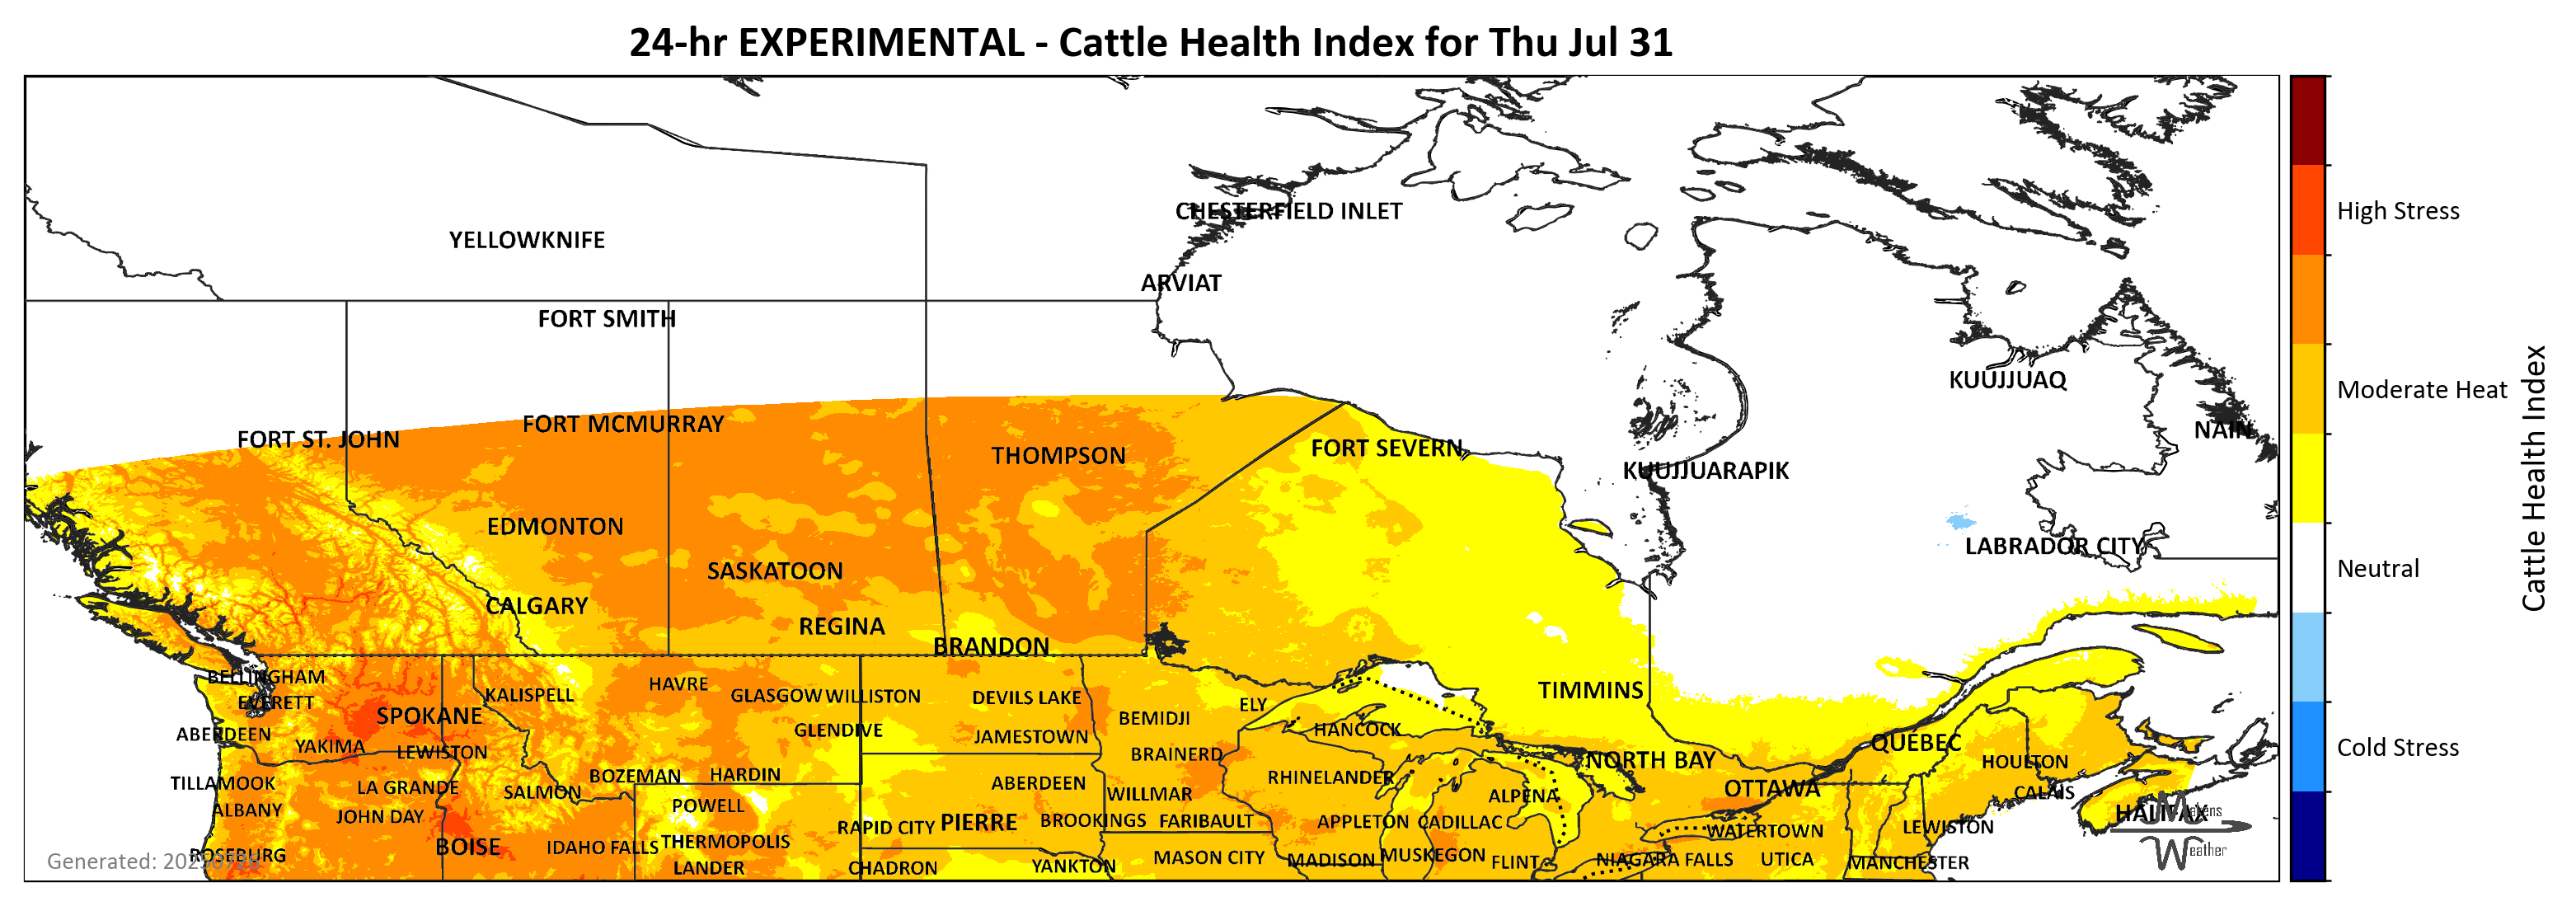 24-hr EXPERIMENTAL - Cattle Health Index for Thu Jul 31
CHESTERFIELD INLET
YELLOWKNIFE
ARVIAT
FORT SMITH
KUUJJUAQ
FORT MCMURRAY
NAIN
FORT ST. JOHN
FORT SEVERN
THOMPSON
KUUJJUARAPIK
EDMONTON
LABRADOR CITY
SASKATOON
CALGARY
REGINA
BRANDON
BELLINGHAM
HAVRE
TIMMINS
KALISPELL
GLASGOW
WILLISTON
DEVILS LAKE
EVERETT
ELY
SPOKANE
BEMIDJI
GLENDIVE
HANCOCK
ABERDEEN
JAMESTOWN
QUÉBEC
YAKIMA
LEWISTON
BRAINERD
NORTH BAY
HOULTON
BOZEMAN
HARDIN
RHINELANDER
TILLAMOOK
LA GRANDE
ABERDEEN
OTTAWA
SALMON
WILLMAR
ALPENA
CALAIS
POWELL
ALBANY
JOHN DAY
HALIFAX
RAPID CITY
PIERRE
BROOKINGS
FARIBAULT
APPLETON
CADILLAC
LEWISTON
WATERTOWN
BOISE
IDAHO FALLS
THERMOPOLIS
ROSEBURG
MASON CITY
MADISON
MUSKEGON
FLINT
NIAGARA FALLS
UTICA
MANCHESTER
LANDER
CHADRON
YANKTON
Generated:
Weather
High Stress
Moderate Heat
Neutral
Cold Stress
Cattle Health Index